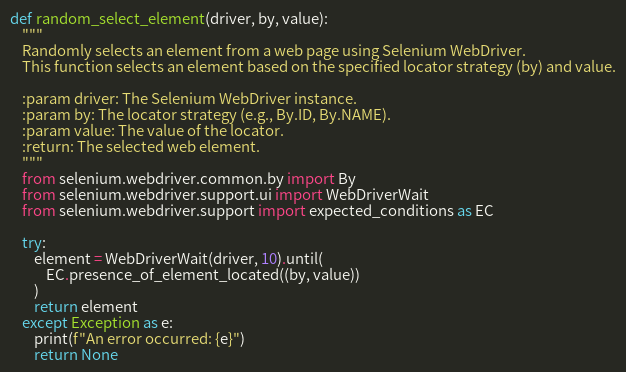 def random_select_element(driver, by, value):
    """
    Randomly selects an element from a web page using Selenium WebDriver.
    This function selects an element based on the specified locator strategy (by) and value.

    :param driver: The Selenium WebDriver instance.
    :param by: The locator strategy (e.g., By.ID, By.NAME).
    :param value: The value of the locator.
    :return: The selected web element.
    """
    from selenium.webdriver.common.by import By
    from selenium.webdriver.support.ui import WebDriverWait
    from selenium.webdriver.support import expected_conditions as EC

    try:
        element = WebDriverWait(driver, 10).until(
            EC.presence_of_element_located((by, value))
        )
        return element
    except Exception as e:
        print(f"An error occurred: {e}")
        return None